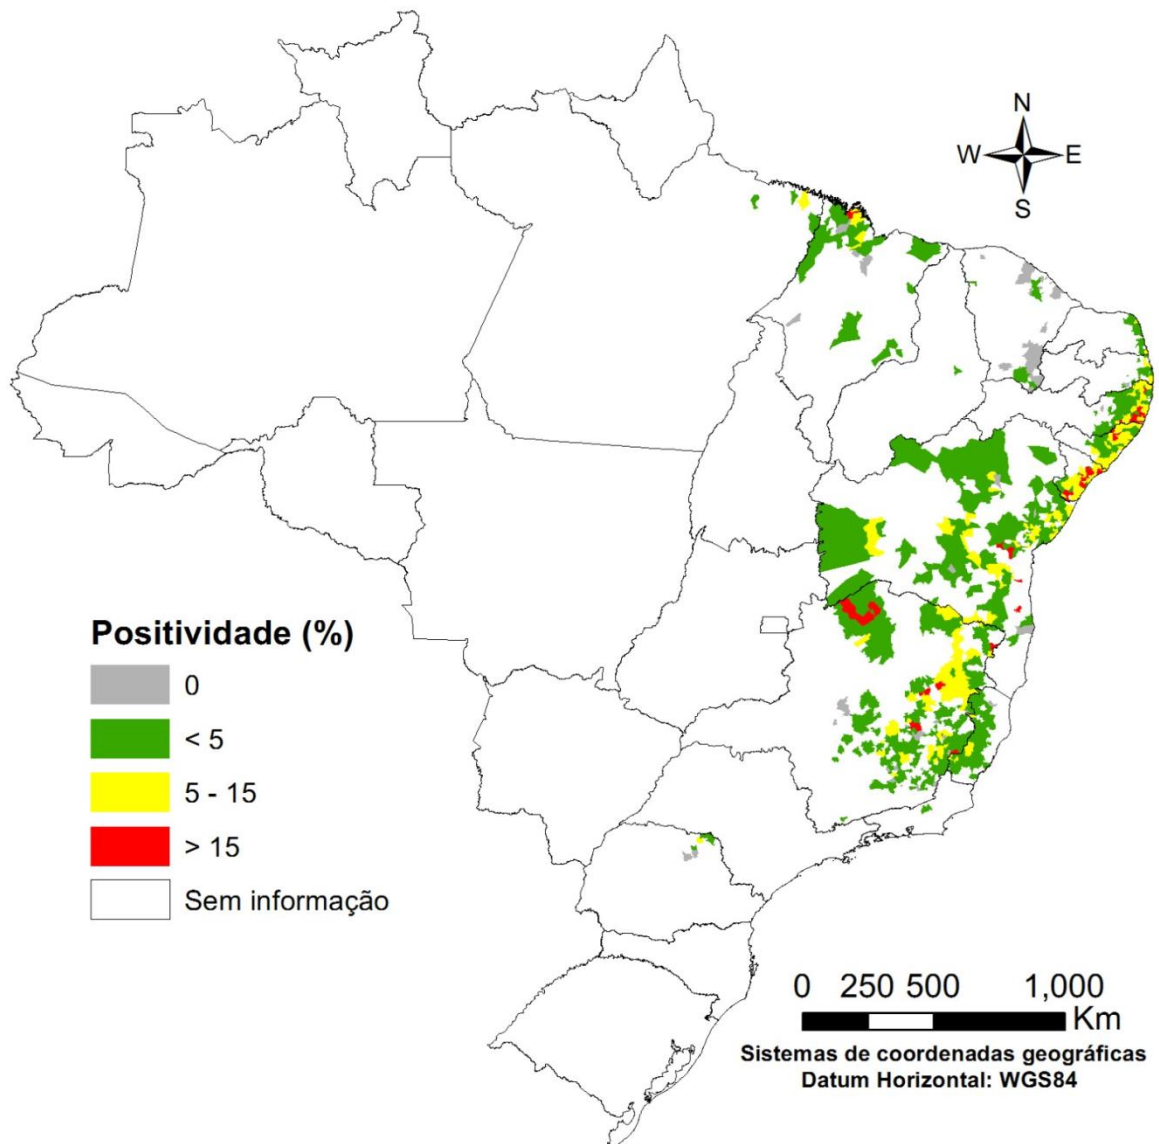 N
W E
S
Positividade (%)
0
< 5
5 - 15
> 15
Sem informação
0 250 500 1,000
Km
Sistemas de coordenadas geográficas
Datum Horizontal: WGS84